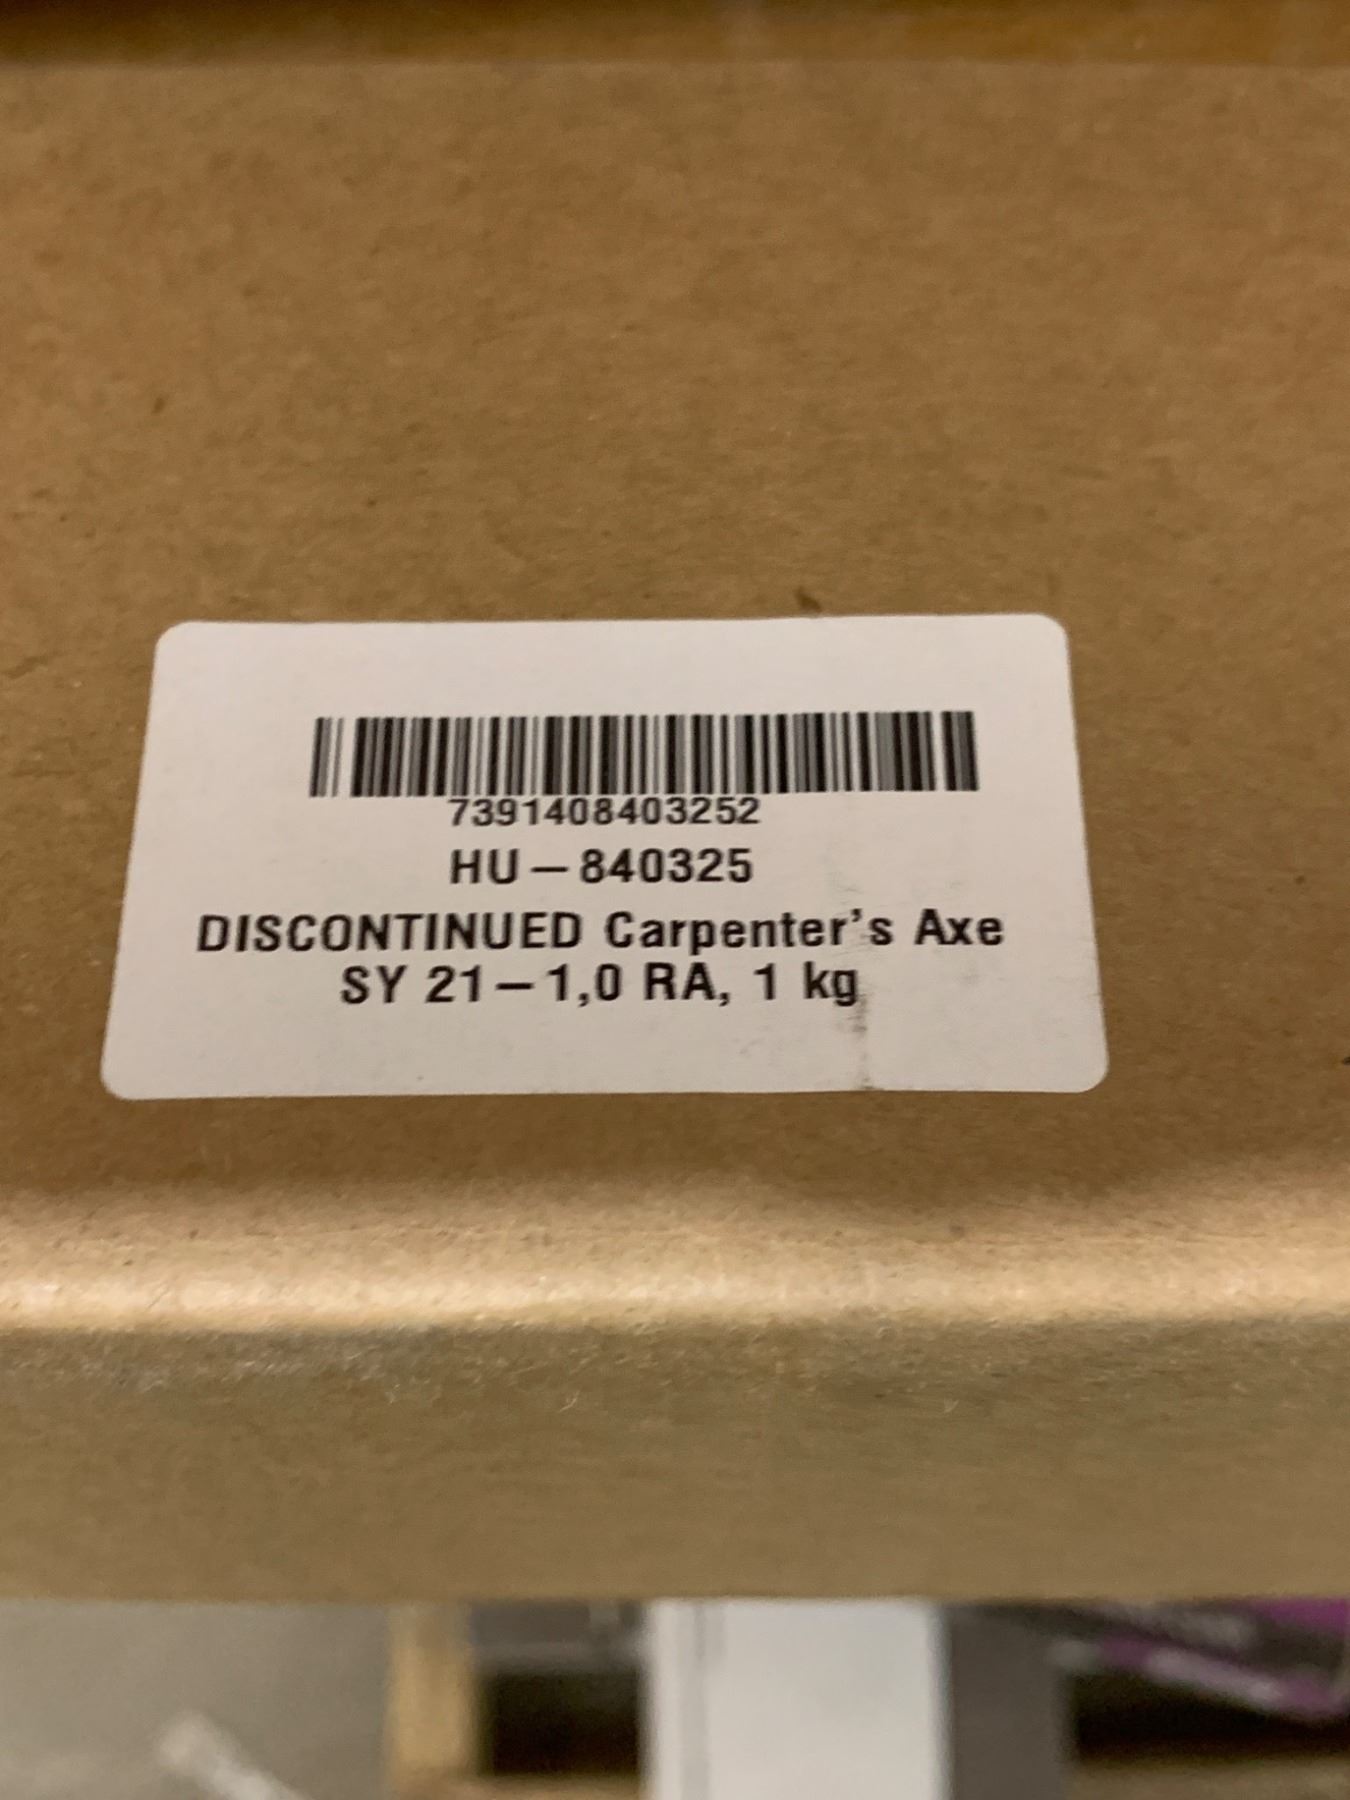 7391408403252
HU-840325
DISCONTINUED Carpenter's Axe
SY 21-1,0 RA, 1 kg